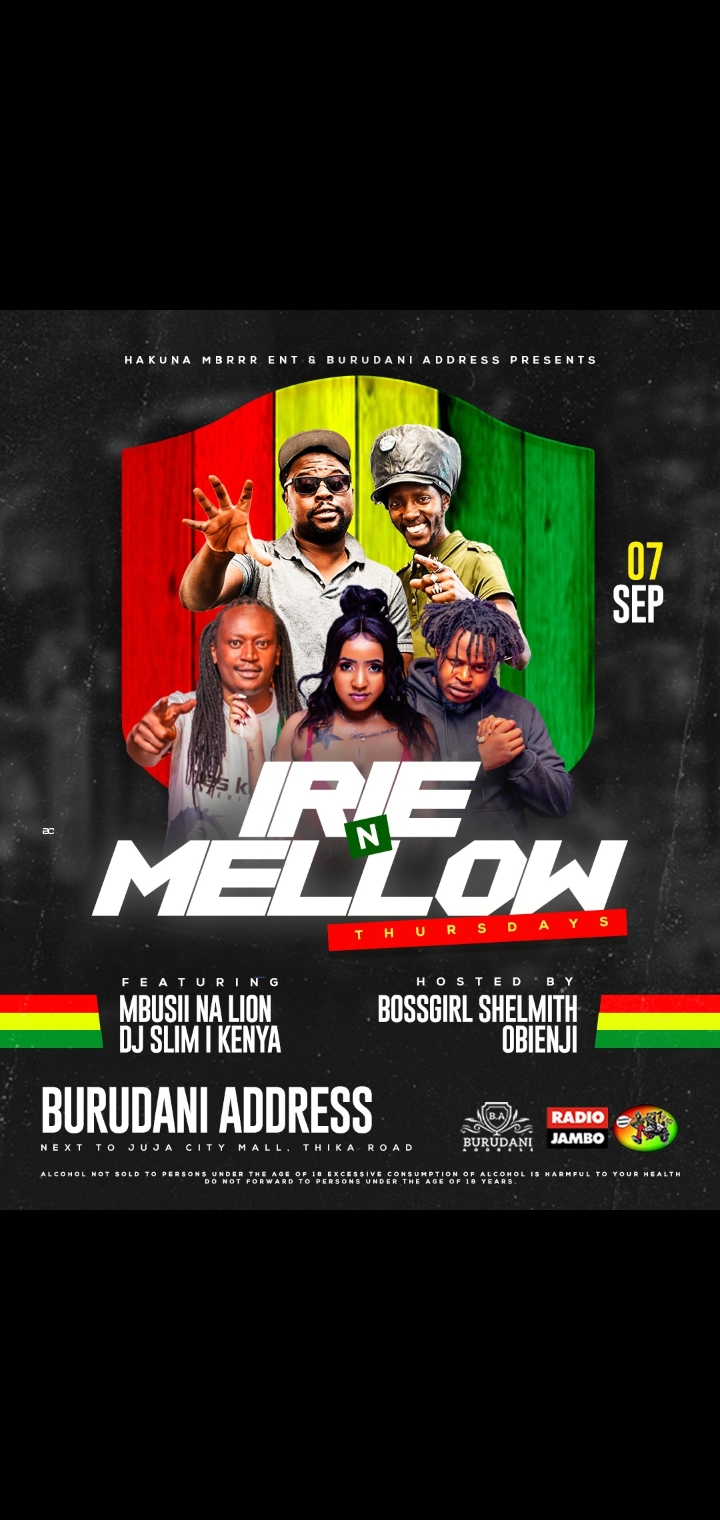 HAKUNA MBRRR ENT & BURUDANI ADDRESS PRESENTS
07
SEP
IRIE
N
MELLOW
THURSDAYS
FEATURING
MBUSII NA LION
DJ SLIM I KENYA
HOSTED BY
BOSSGIRL SHELMITH
OBIENJI
BURUDANI ADDRESS
NEXT TO JUJA CITY MALL, THIKA ROAD
B.A
BURUDANI
ADDRESS
RADIO
JAMBO
ALCOHOL NOT SOLD TO PERSONS UNDER THE AGE OF 18 EXCESSIVE CONSUMPTION OF ALCOHOL IS HARMFUL TO YOUR HEALTH
DO NOT FORWARD TO PERSONS UNDER THE AGE OF 18 YEARS.